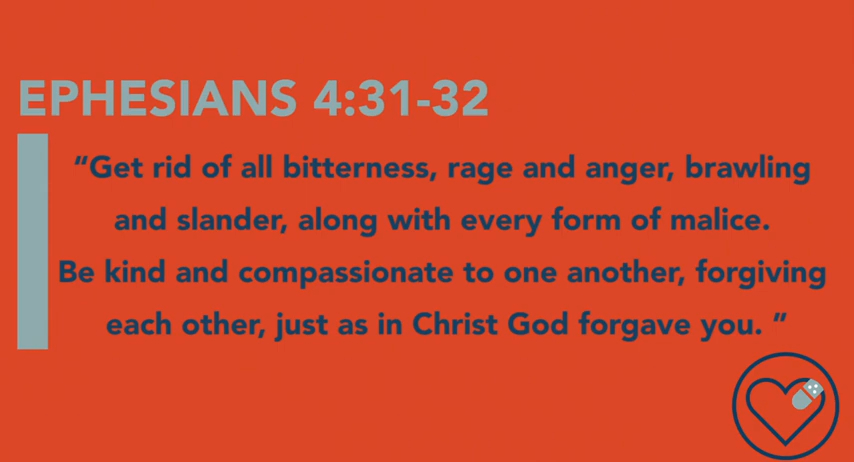 EPHESIANS 4:31-32
“Get rid of all bitterness, rage and anger, brawling
and slander, along with every form of malice.
Be kind and compassionate to one another, forgiving
each other, just as in Christ God forgave you. ”